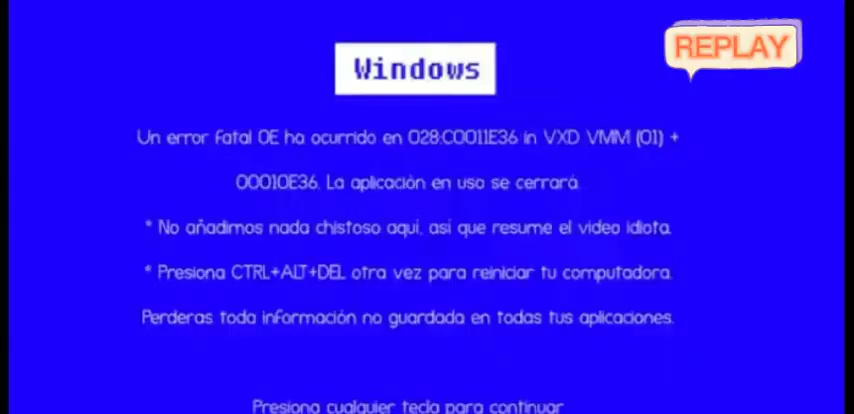 REPLAY
Windows
Un error fatal 0E ha ocurrido en 028:C0011E36 in VXD VMM (01) +
00010E36. La aplicación en uso se cerrará.
* No añadimos nada chistoso aquí, así que resume el video idiota.
* Presiona CTRL+ALT+DEL otra vez para reiniciar tu computadora.
Perderas toda información no guardada en todas tus aplicaciones.
Presiona cualquier tecla para continuar